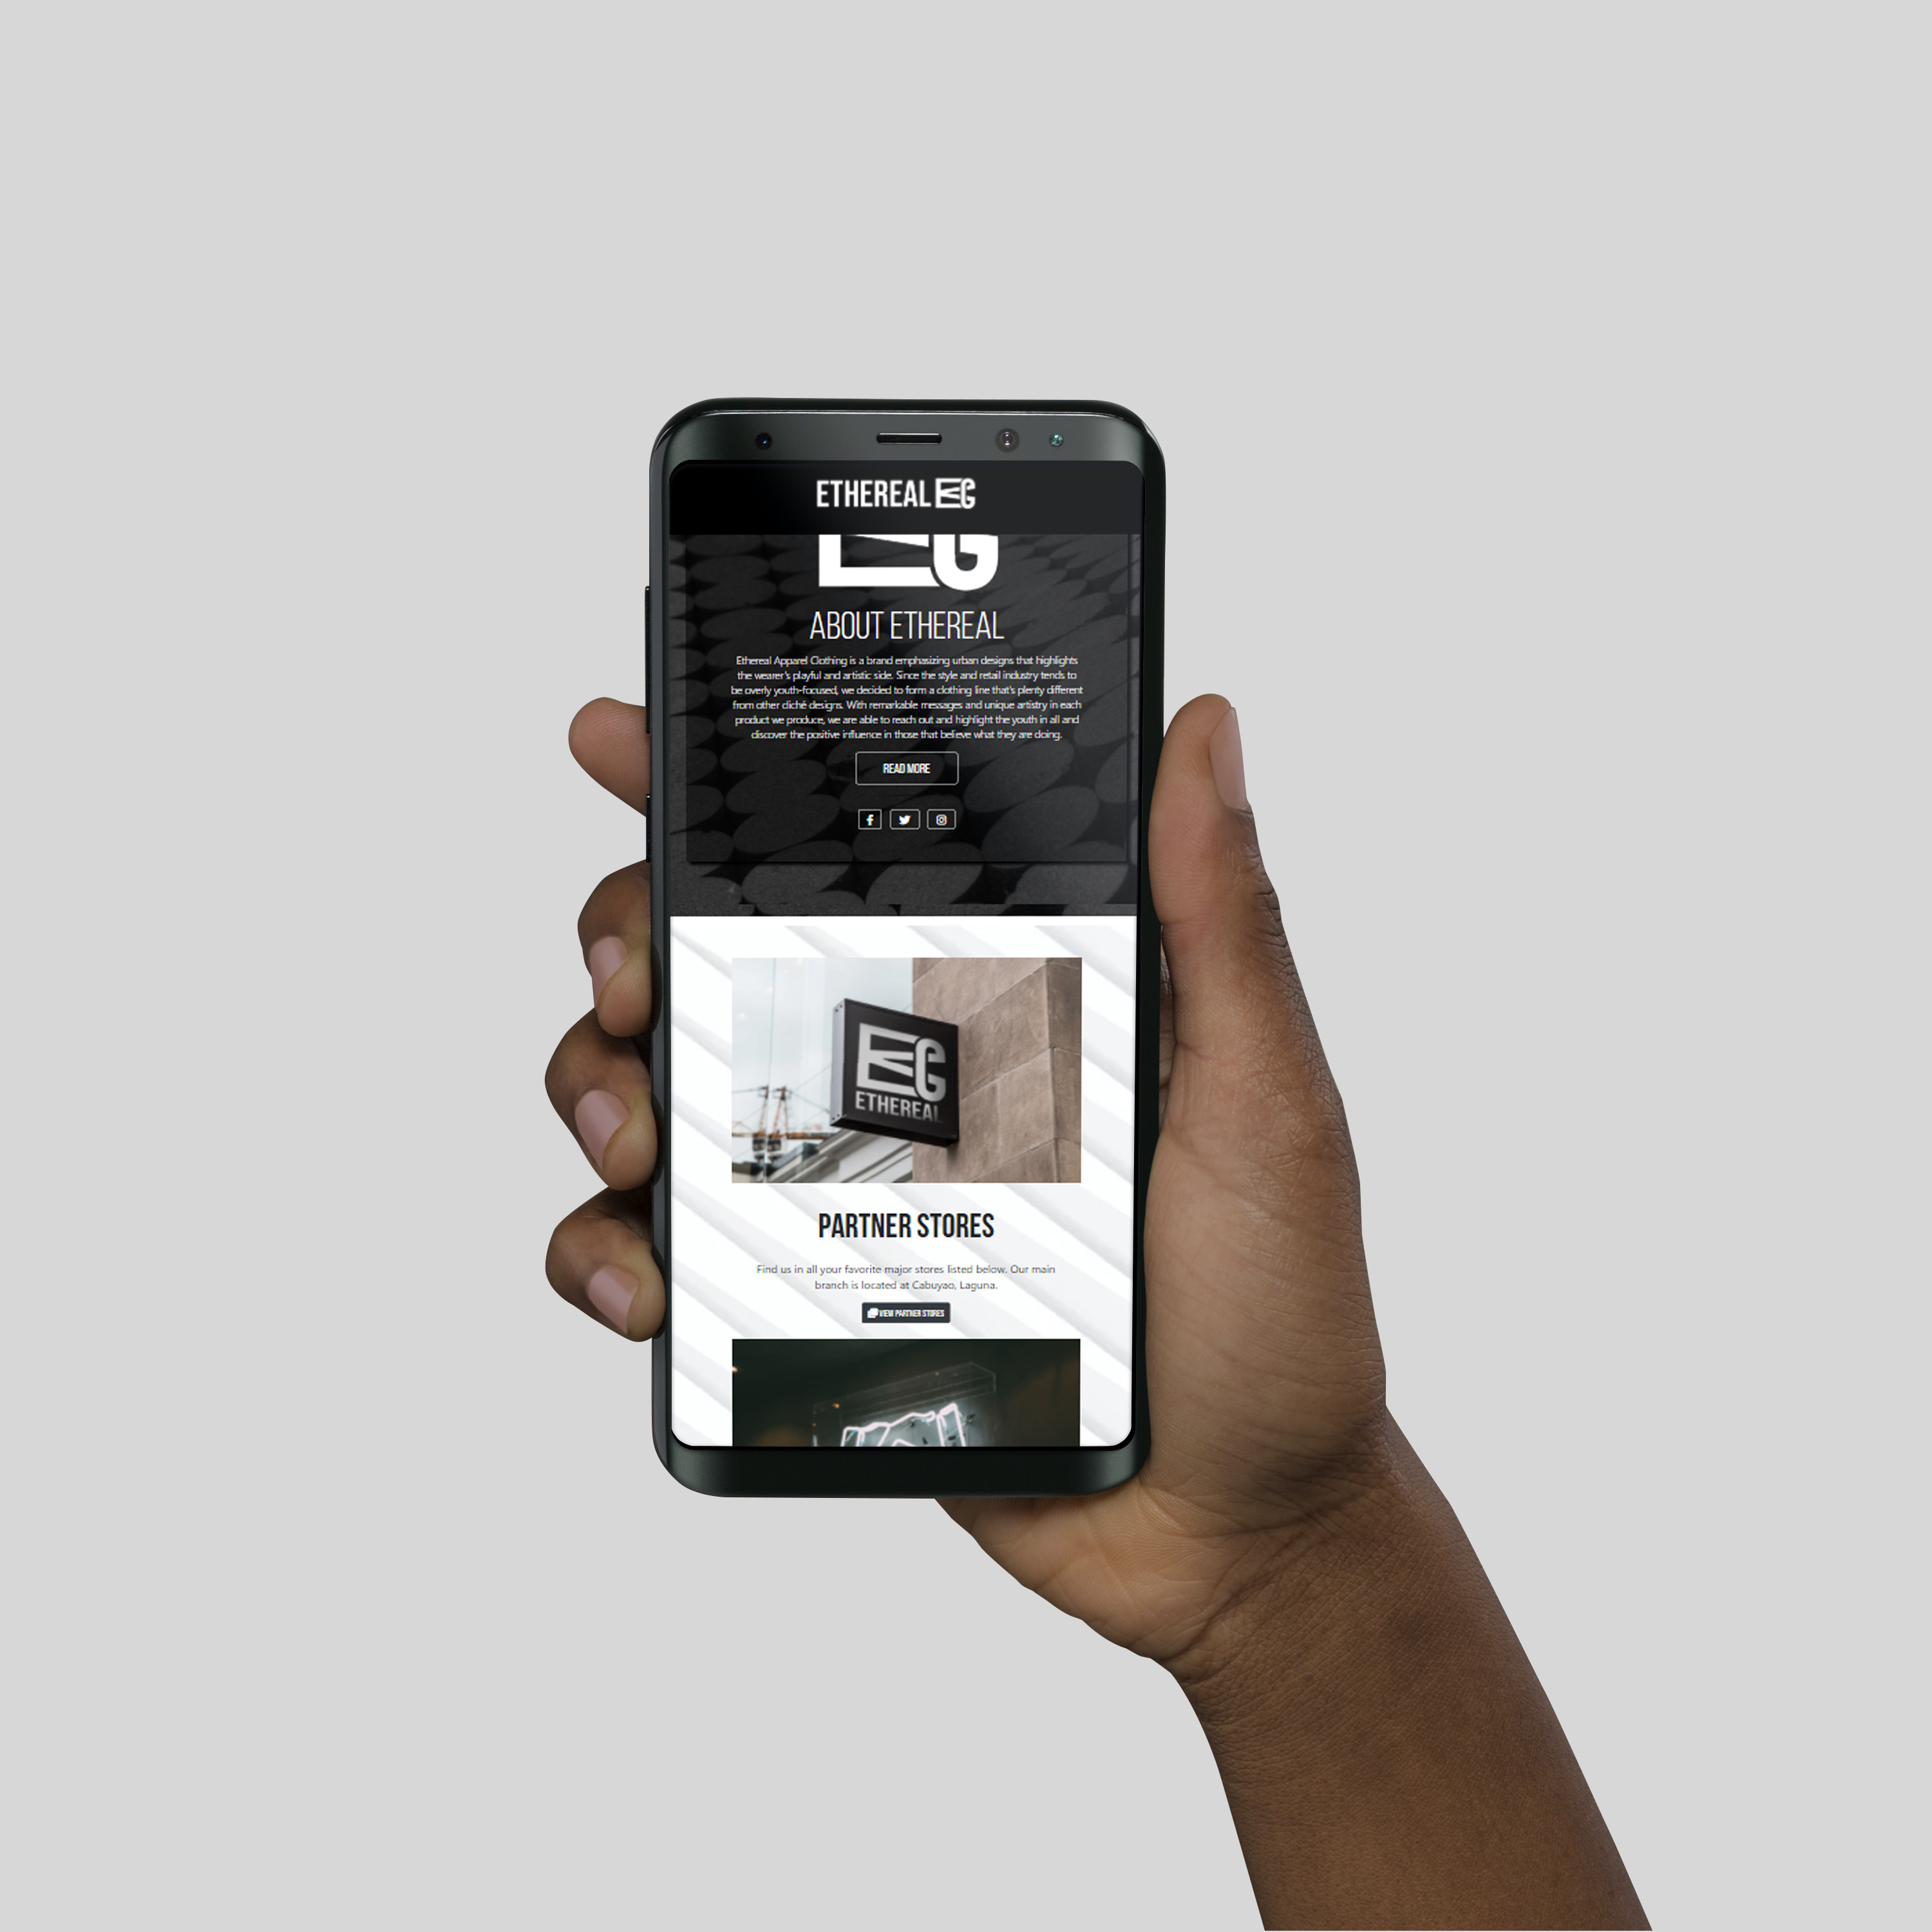 ETHEREAL EG
EG
ABOUT ETHEREAL
Ethereal Apparel Clothing is a brand emphasizing urban designs that highlights
the wearer's playful and artistic side. Since the style and retail industry tends to
be overly youth-focused, we decided to form a clothing line that's plenty different
from other cliché designs. With remarkable messages and unique artistry in each
product we produce, we are able to reach out and highlight the youth in all and
discover the positive influence in those that believe what they are doing.
READ MORE
EG
ETHEREAL
PARTNER STORES
Find us in all your favorite major stores listed below. Our main
branch is located at Cabuyao, Laguna.
VIEW PARTNER STORES